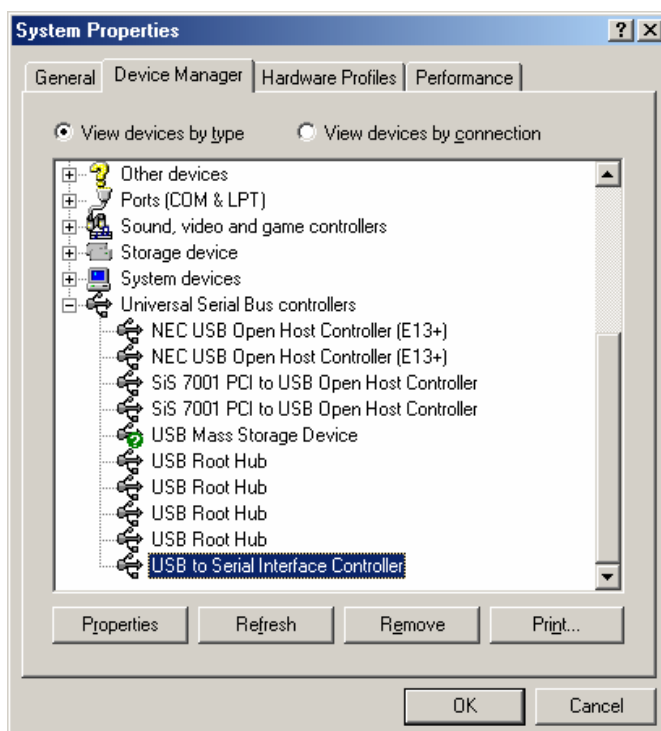 System Properties
? X
General Device Manager Hardware Profiles Performance
View devices by type View devices by connection
Other devices
Ports (COM & LPT)
Sound, video and game controllers
Storage device
System devices
Universal Serial Bus controllers
NEC USB Open Host Controller (E13+)
NEC USB Open Host Controller (E13+)
SiS 7001 PCI to USB Open Host Controller
SiS 7001 PCI to USB Open Host Controller
USB Mass Storage Device
USB Root Hub
USB Root Hub
USB Root Hub
USB Root Hub
USB to Serial Interface Controller
Properties Refresh Remove Print...
OK Cancel